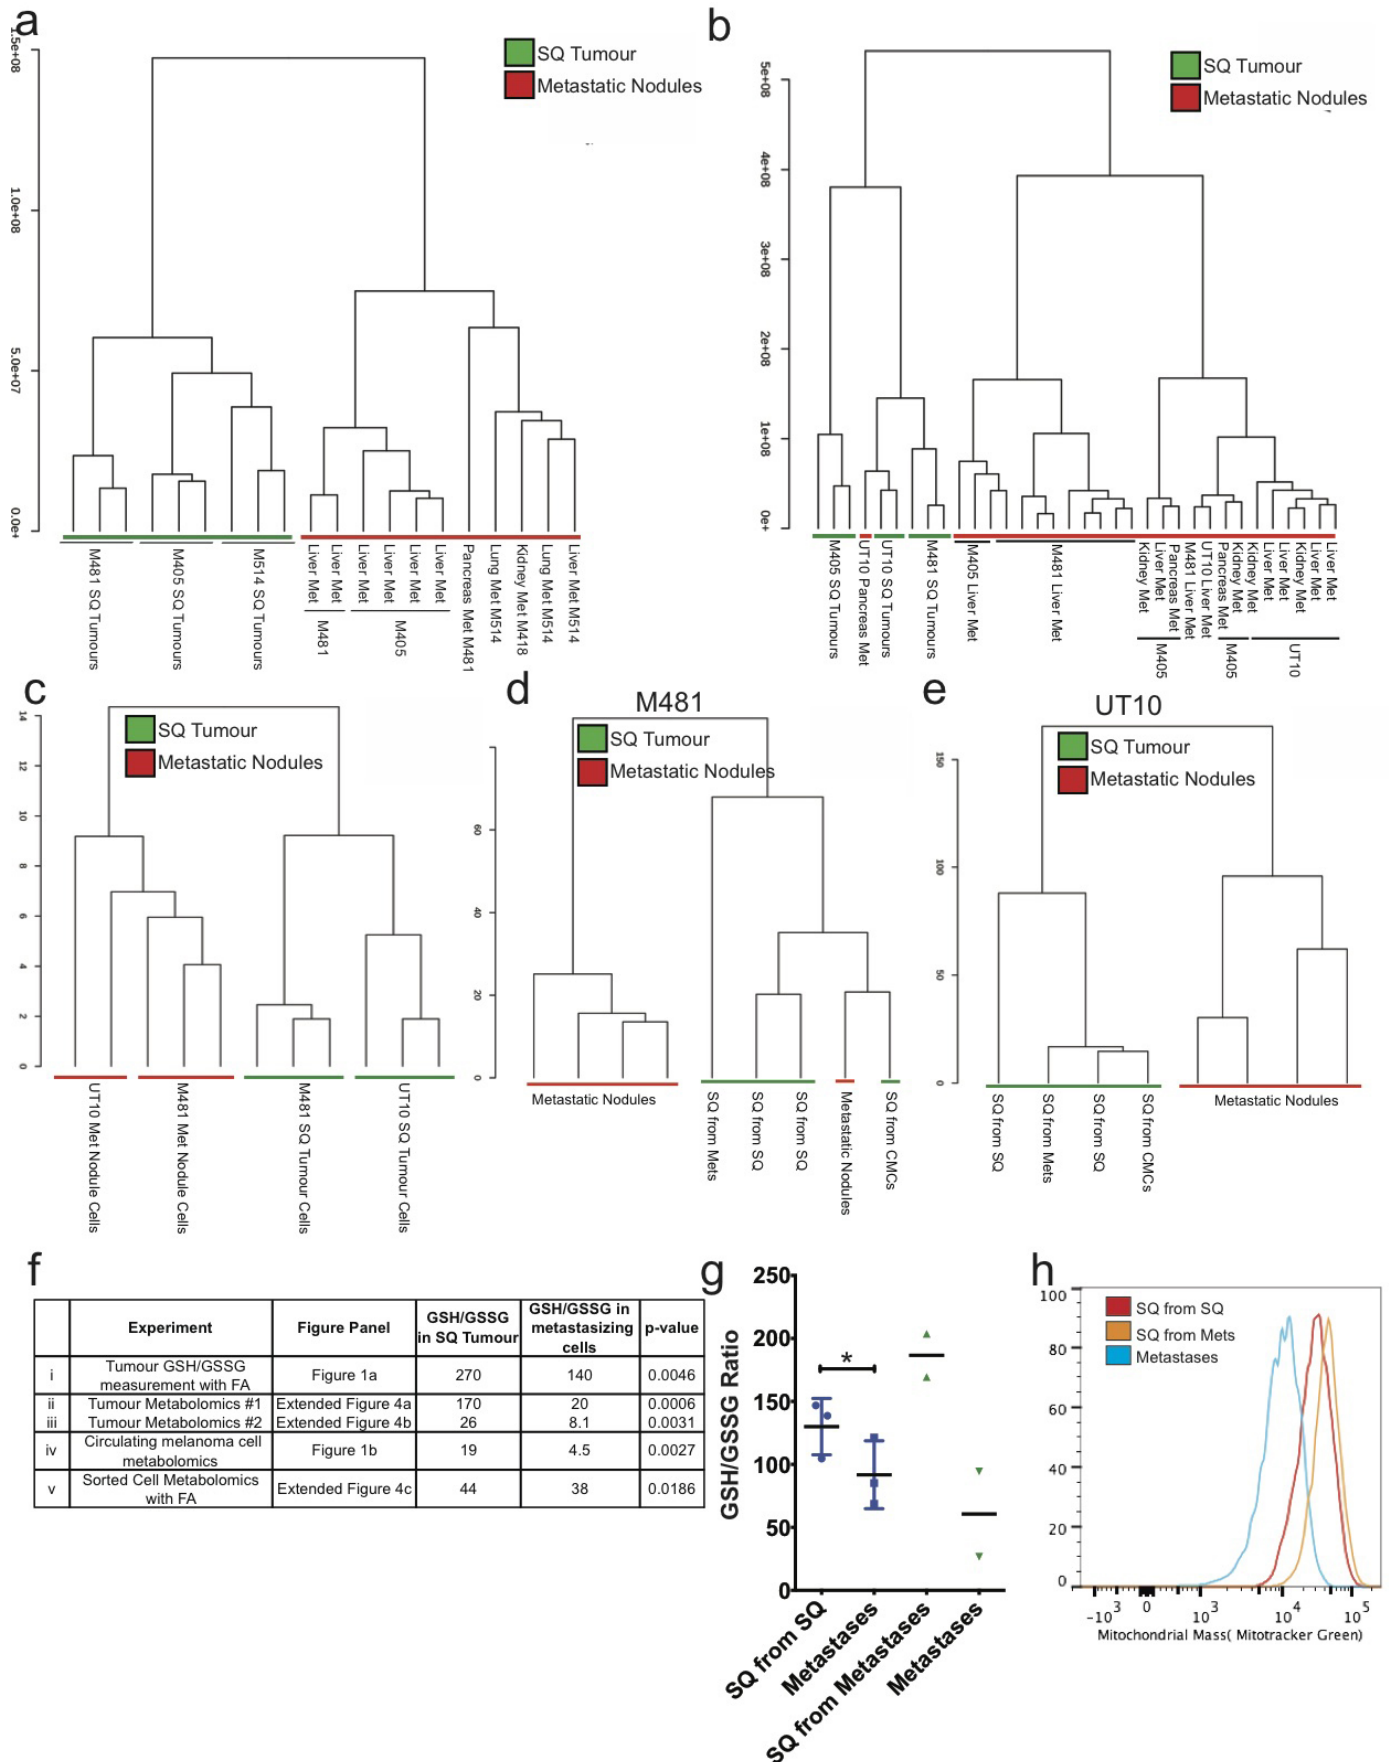 a
1.5e+08
1.0e+08
5.0e+07
0.0e+
SQ Tumour
Metastatic Nodules
M481 SQ Tumours
M405 SQ Tumours
M514 SQ Tumours
Liver Met
Liver Met
Liver Met
Liver Met
Liver Met
Liver Met
Pancreas Met M481
Lung Met M514
Kidney Met M418
Lung Met M514
Liver Met M514
M481
M405
b
5e+08
4e+08
3e+08
2e+08
1e+08
0e+
SQ Tumour
Metastatic Nodules
M405 SQ Tumours
UT10 Pancreas Met
UT10 SQ Tumours
M481 SQ Tumours
M405 Liver Met
M481 Liver Met
Kidney Met
Liver Met
Pancreas Met
M481 Liver Met
UT10 Liver Met
Pancreas Met
Kidney Met
Kidney Met
Liver Met
Liver Met
Kidney Met
Liver Met
Liver Met
M405
M405
UT10
c
14
12
10
8
6
4
2
0
SQ Tumour
Metastatic Nodules
UT10 Met Nodule Cells
M481 Met Nodule Cells
M481 SQ Tumour Cells
UT10 SQ Tumour Cells
d
M481
60
40
20
0
SQ Tumour
Metastatic Nodules
Metastatic Nodules
SQ from Mets
SQ from SQ
SQ from SQ
Metastatic Nodules
SQ from CMCs
e
UT10
150
100
50
0
SQ Tumour
Metastatic Nodules
SQ from SQ
SQ from Mets
SQ from SQ
SQ from CMCs
Metastatic Nodules
f
Experiment Figure Panel GSH/GSSG in SQ Tumour GSH/GSSG in metastasizing cells p-value
i Tumour GSH/GSSG measurement with FA Figure 1a 270 140 0.0046
ii Tumour Metabolomics #1 Extended Figure 4a 170 20 0.0006
iii Tumour Metabolomics #2 Extended Figure 4b 26 8.1 0.0031
iv Circulating melanoma cell metabolomics Figure 1b 19 4.5 0.0027
v Sorted Cell Metabolomics with FA Extended Figure 4c 44 38 0.0186
g
GSH/GSSG Ratio
250
200
150
100
50
0
*
SQ from SQ
Metastases
SQ from Metastases
Metastases
h
100
80
60
40
20
0
SQ from SQ
SQ from Mets
Metastases
-10³ 0 10³ 10⁴ 10⁵
Mitochondrial Mass( Mitotracker Green)